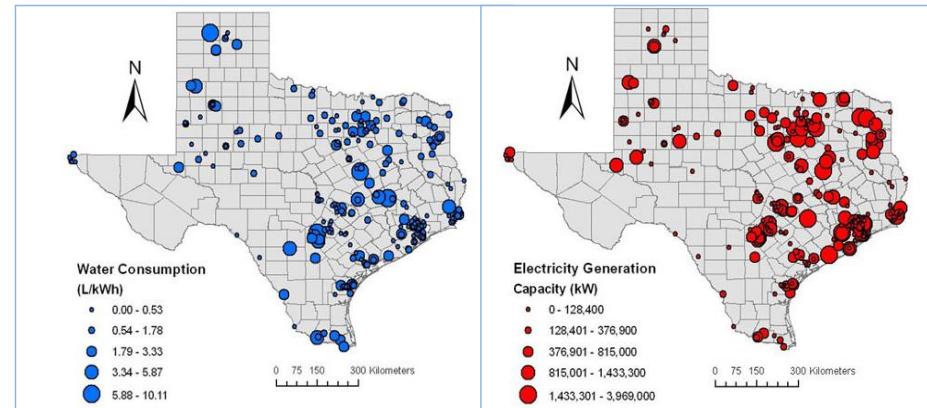 N
Water Consumption
(L/kWh)
0.00 - 0.53
0.54 - 1.78
1.79 - 3.33
3.34 - 5.87
5.88 - 10.11
0 75 150 300 Kilometers
N
Electricity Generation
Capacity (kW)
0 - 128,400
128,401 - 376,900
376,901 - 815,000
815,001 - 1,433,300
1,433,301 - 3,969,000
0 75 150 300 Kilometers